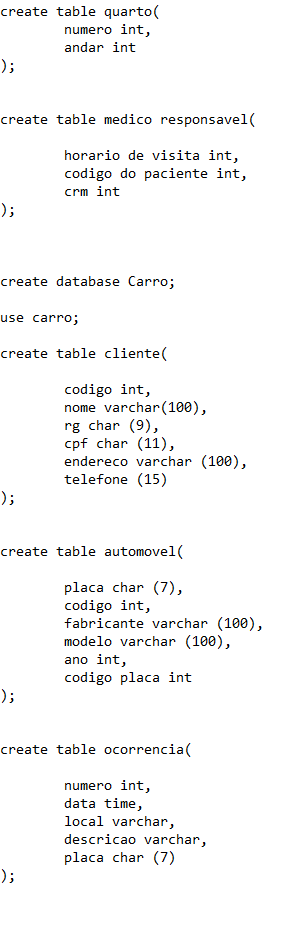 create table quarto(
numero int,
andar int
);
create table medico responsavel(
horario de visita int,
codigo do paciente int,
crm int
);
create database Carro;
use carro;
create table cliente(
codigo int,
nome varchar(100),
rg char (9),
cpf char (11),
endereco varchar (100),
telefone (15)
);
create table automovel(
placa char (7),
codigo int,
fabricante varchar (100),
modelo varchar (100),
ano int,
codigo placa int
);
create table ocorrencia(
numero int,
data time,
local varchar,
descricao varchar,
placa char (7)
);